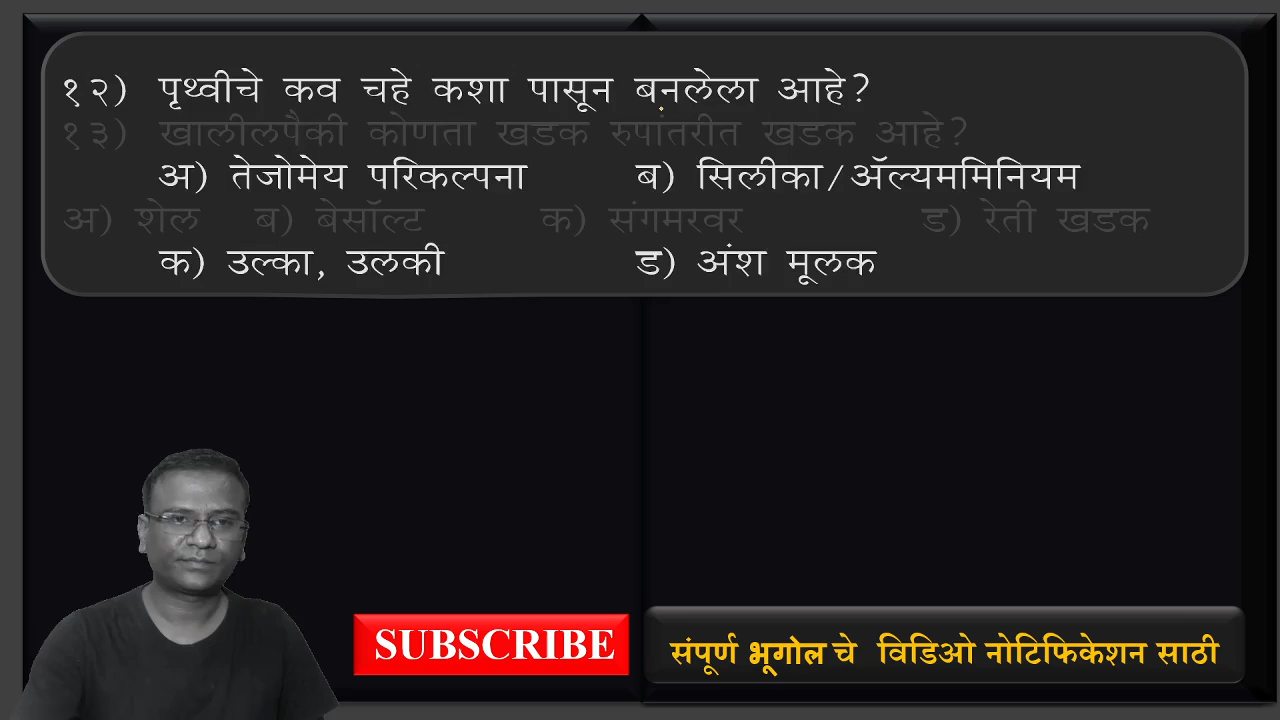 १२) पृथ्वीचे कव चहे कशा पासून बनलेला आहे?
१३) खालीलपैकी कोणता खडक रुपांतरीत खडक आहे?
अ) तेजोमेय परिकल्पना ब) सिलीका/ॲल्यममिनियम
अ) शेल ब) बेसॉल्ट क) संगमरवर ड) रेती खडक
क) उल्का, उलकी ड) अंश मूलक
SUBSCRIBE
संपूर्ण भूगोल चे विडिओ नोटिफिकेशन साठी